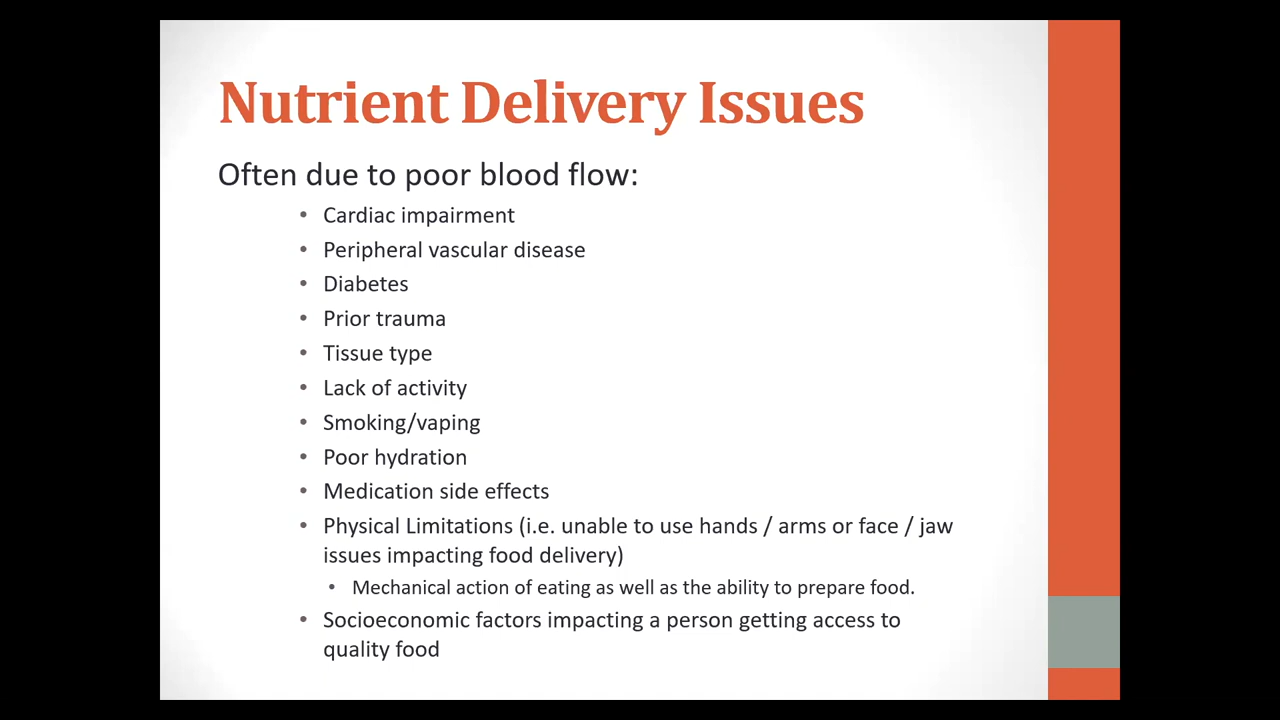 Nutrient Delivery Issues
Often due to poor blood flow:
• Cardiac impairment
• Peripheral vascular disease
• Diabetes
• Prior trauma
• Tissue type
• Lack of activity
• Smoking/vaping
• Poor hydration
• Medication side effects
• Physical Limitations (i.e. unable to use hands / arms or face / jaw
issues impacting food delivery)
• Mechanical action of eating as well as the ability to prepare food.
• Socioeconomic factors impacting a person getting access to
quality food